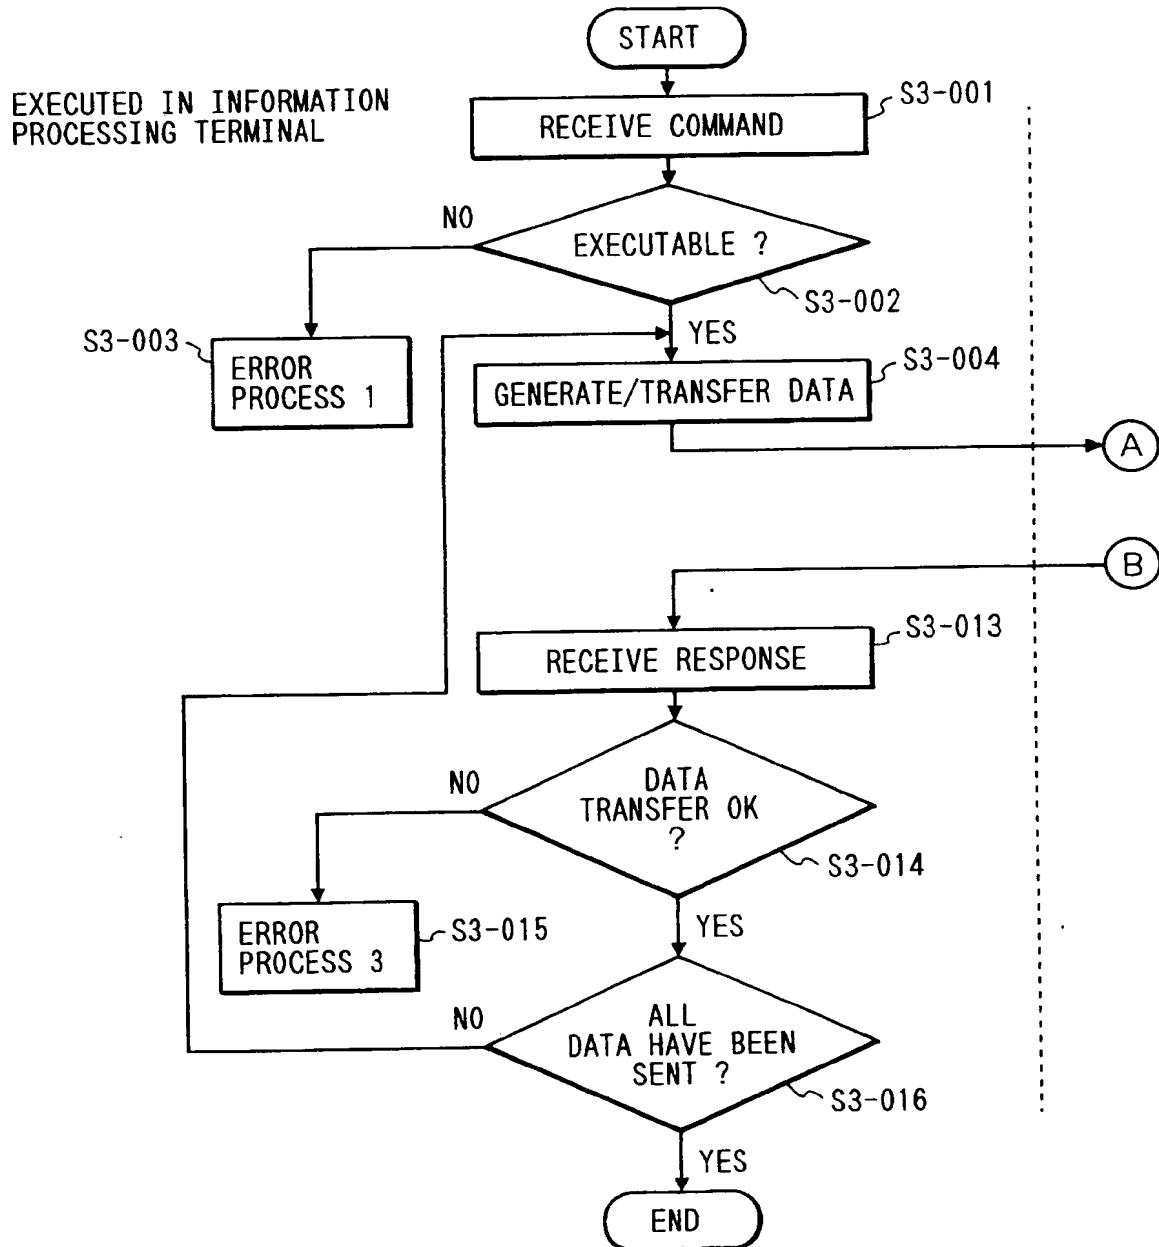 START
EXECUTED IN INFORMATION
PROCESSING TERMINAL
S3-001
RECEIVE COMMAND
NO
EXECUTABLE ?
S3-002
YES
S3-003
ERROR
PROCESS 1
S3-004
GENERATE/TRANSFER DATA
A
B
S3-013
RECEIVE RESPONSE
NO
DATA
TRANSFER OK
?
S3-014
YES
ERROR
PROCESS 3
S3-015
NO
ALL
DATA HAVE BEEN
SENT ?
S3-016
YES
END